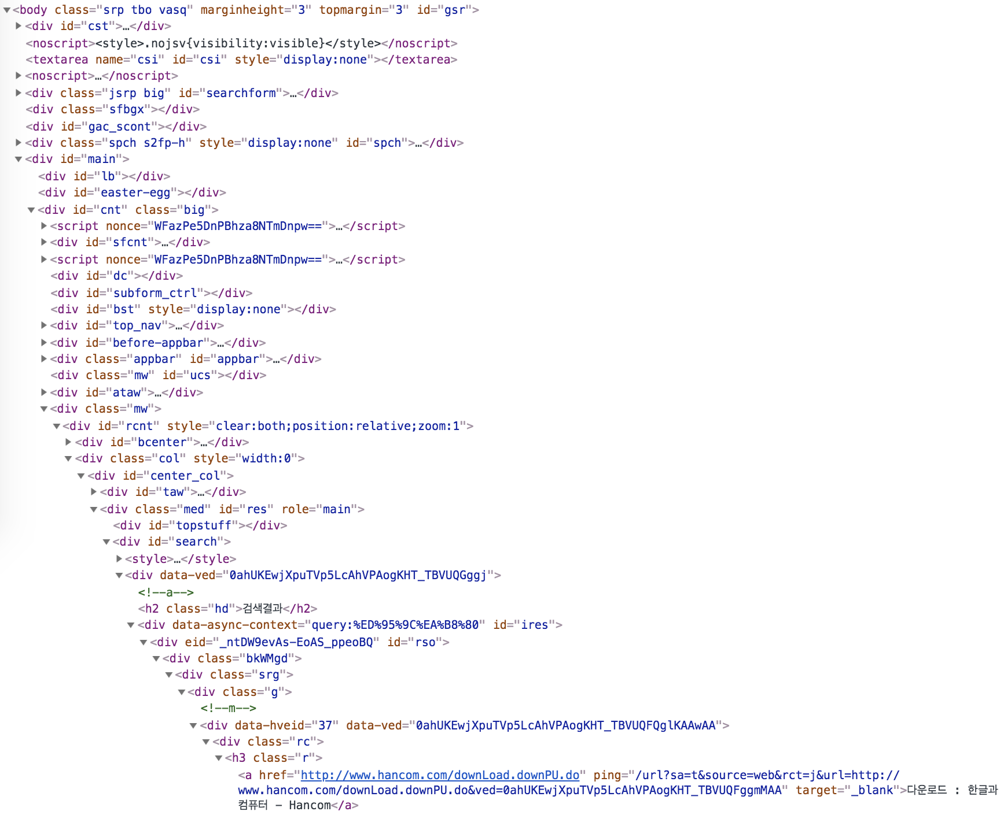 <body class="srp tbo vasq" marginheight="3" topmargin="3" id="gsr">
<div id="cst">…</div>
<noscript><style>.nojsv{visibility:visible}</style></noscript>
<textarea name="csi" id="csi" style="display:none"></textarea>
<noscript>…</noscript>
<div class="jsrp big" id="searchform">…</div>
<div class="sfbgx"></div>
<div id="gac_scont"></div>
<div class="spch s2fp-h" style="display:none" id="spch">…</div>
<div id="main">
<div id="lb"></div>
<div id="easter-egg"></div>
<div id="cnt" class="big">
<script nonce="WFazPe5DnPBhza8NTmDnpw==">…</script>
<div id="sfcnt">…</div>
<script nonce="WFazPe5DnPBhza8NTmDnpw==">…</script>
<div id="dc"></div>
<div id="subform_ctrl"></div>
<div id="bst" style="display:none"></div>
<div id="top_nav">…</div>
<div id="before-appbar">…</div>
<div class="appbar" id="appbar">…</div>
<div class="mw" id="ucs"></div>
<div id="ataw">…</div>
<div class="mw">
<div id="rcnt" style="clear:both;position:relative;zoom:1">
<div id="bcenter">…</div>
<div class="col" style="width:0">
<div id="center_col">
<div id="taw">…</div>
<div class="med" id="res" role="main">
<div id="topstuff"></div>
<div id="search">
<style>…</style>
<div data-ved="0ahUKEwjXpuTVp5LcAhVPAogKHT_TBVUQGggj">
<!--a-->
<h2 class="hd">검색결과</h2>
<div data-async-context="query:%ED%95%9C%EA%B8%80" id="ires">
<div eid="_ntDW9evAs-EoAS_ppeoBQ" id="rso">
<div class="bkWMgd">
<div class="srg">
<div class="g">
<!--m-->
<div data-hveid="37" data-ved="0ahUKEwjXpuTVp5LcAhVPAogKHT_TBVUQFQglKAAwAA">
<div class="rc">
<h3 class="r">
<a href="http://www.hancom.com/downLoad.downPU.do" ping="/url?sa=t&source=web&rct=j&url=http://
www.hancom.com/downLoad.downPU.do&ved=0ahUKEwjXpuTVp5LcAhVPAogKHT_TBVUQFggmMAA" target="_blank">다운로드 : 한글과
컴퓨터 - Hancom</a>